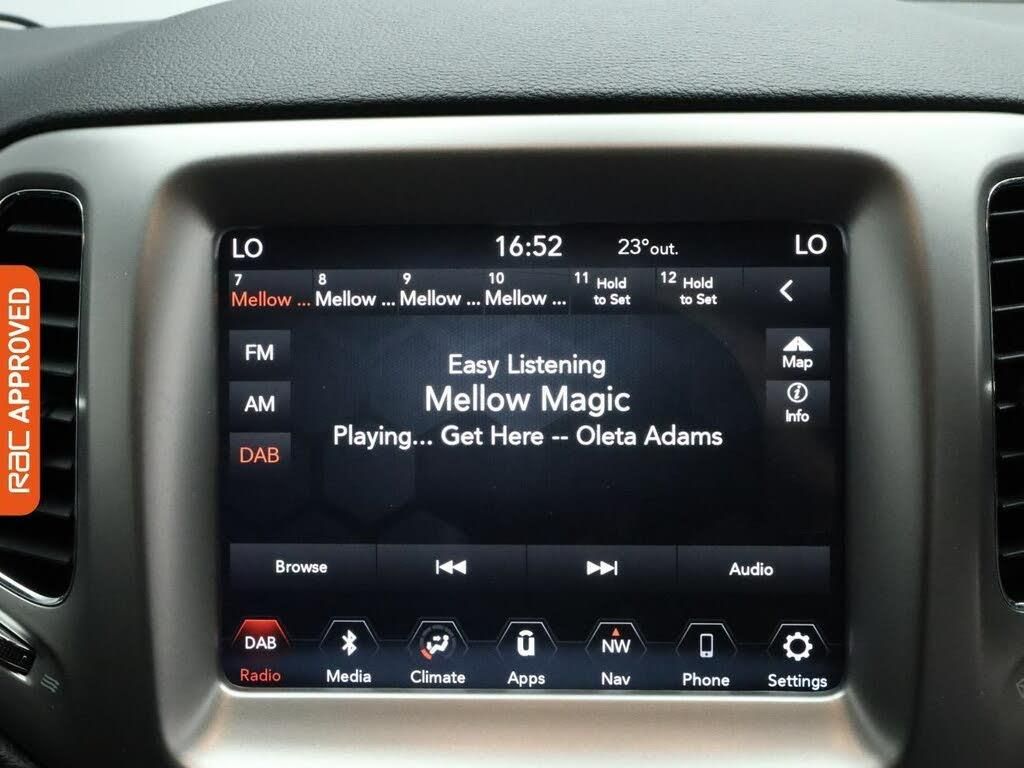 LO 16:52 23° out. LO
7 8 9 10 11 Hold 12 Hold
Mellow ... Mellow ... Mellow ... Mellow ... to Set to Set
FM
AM
DAB
Easy Listening
Mellow Magic
Playing... Get Here -- Oleta Adams
Map
i
Info
Browse Audio
DAB NW
Radio Media Climate Apps Nav Phone Settings
RAC APPROVED